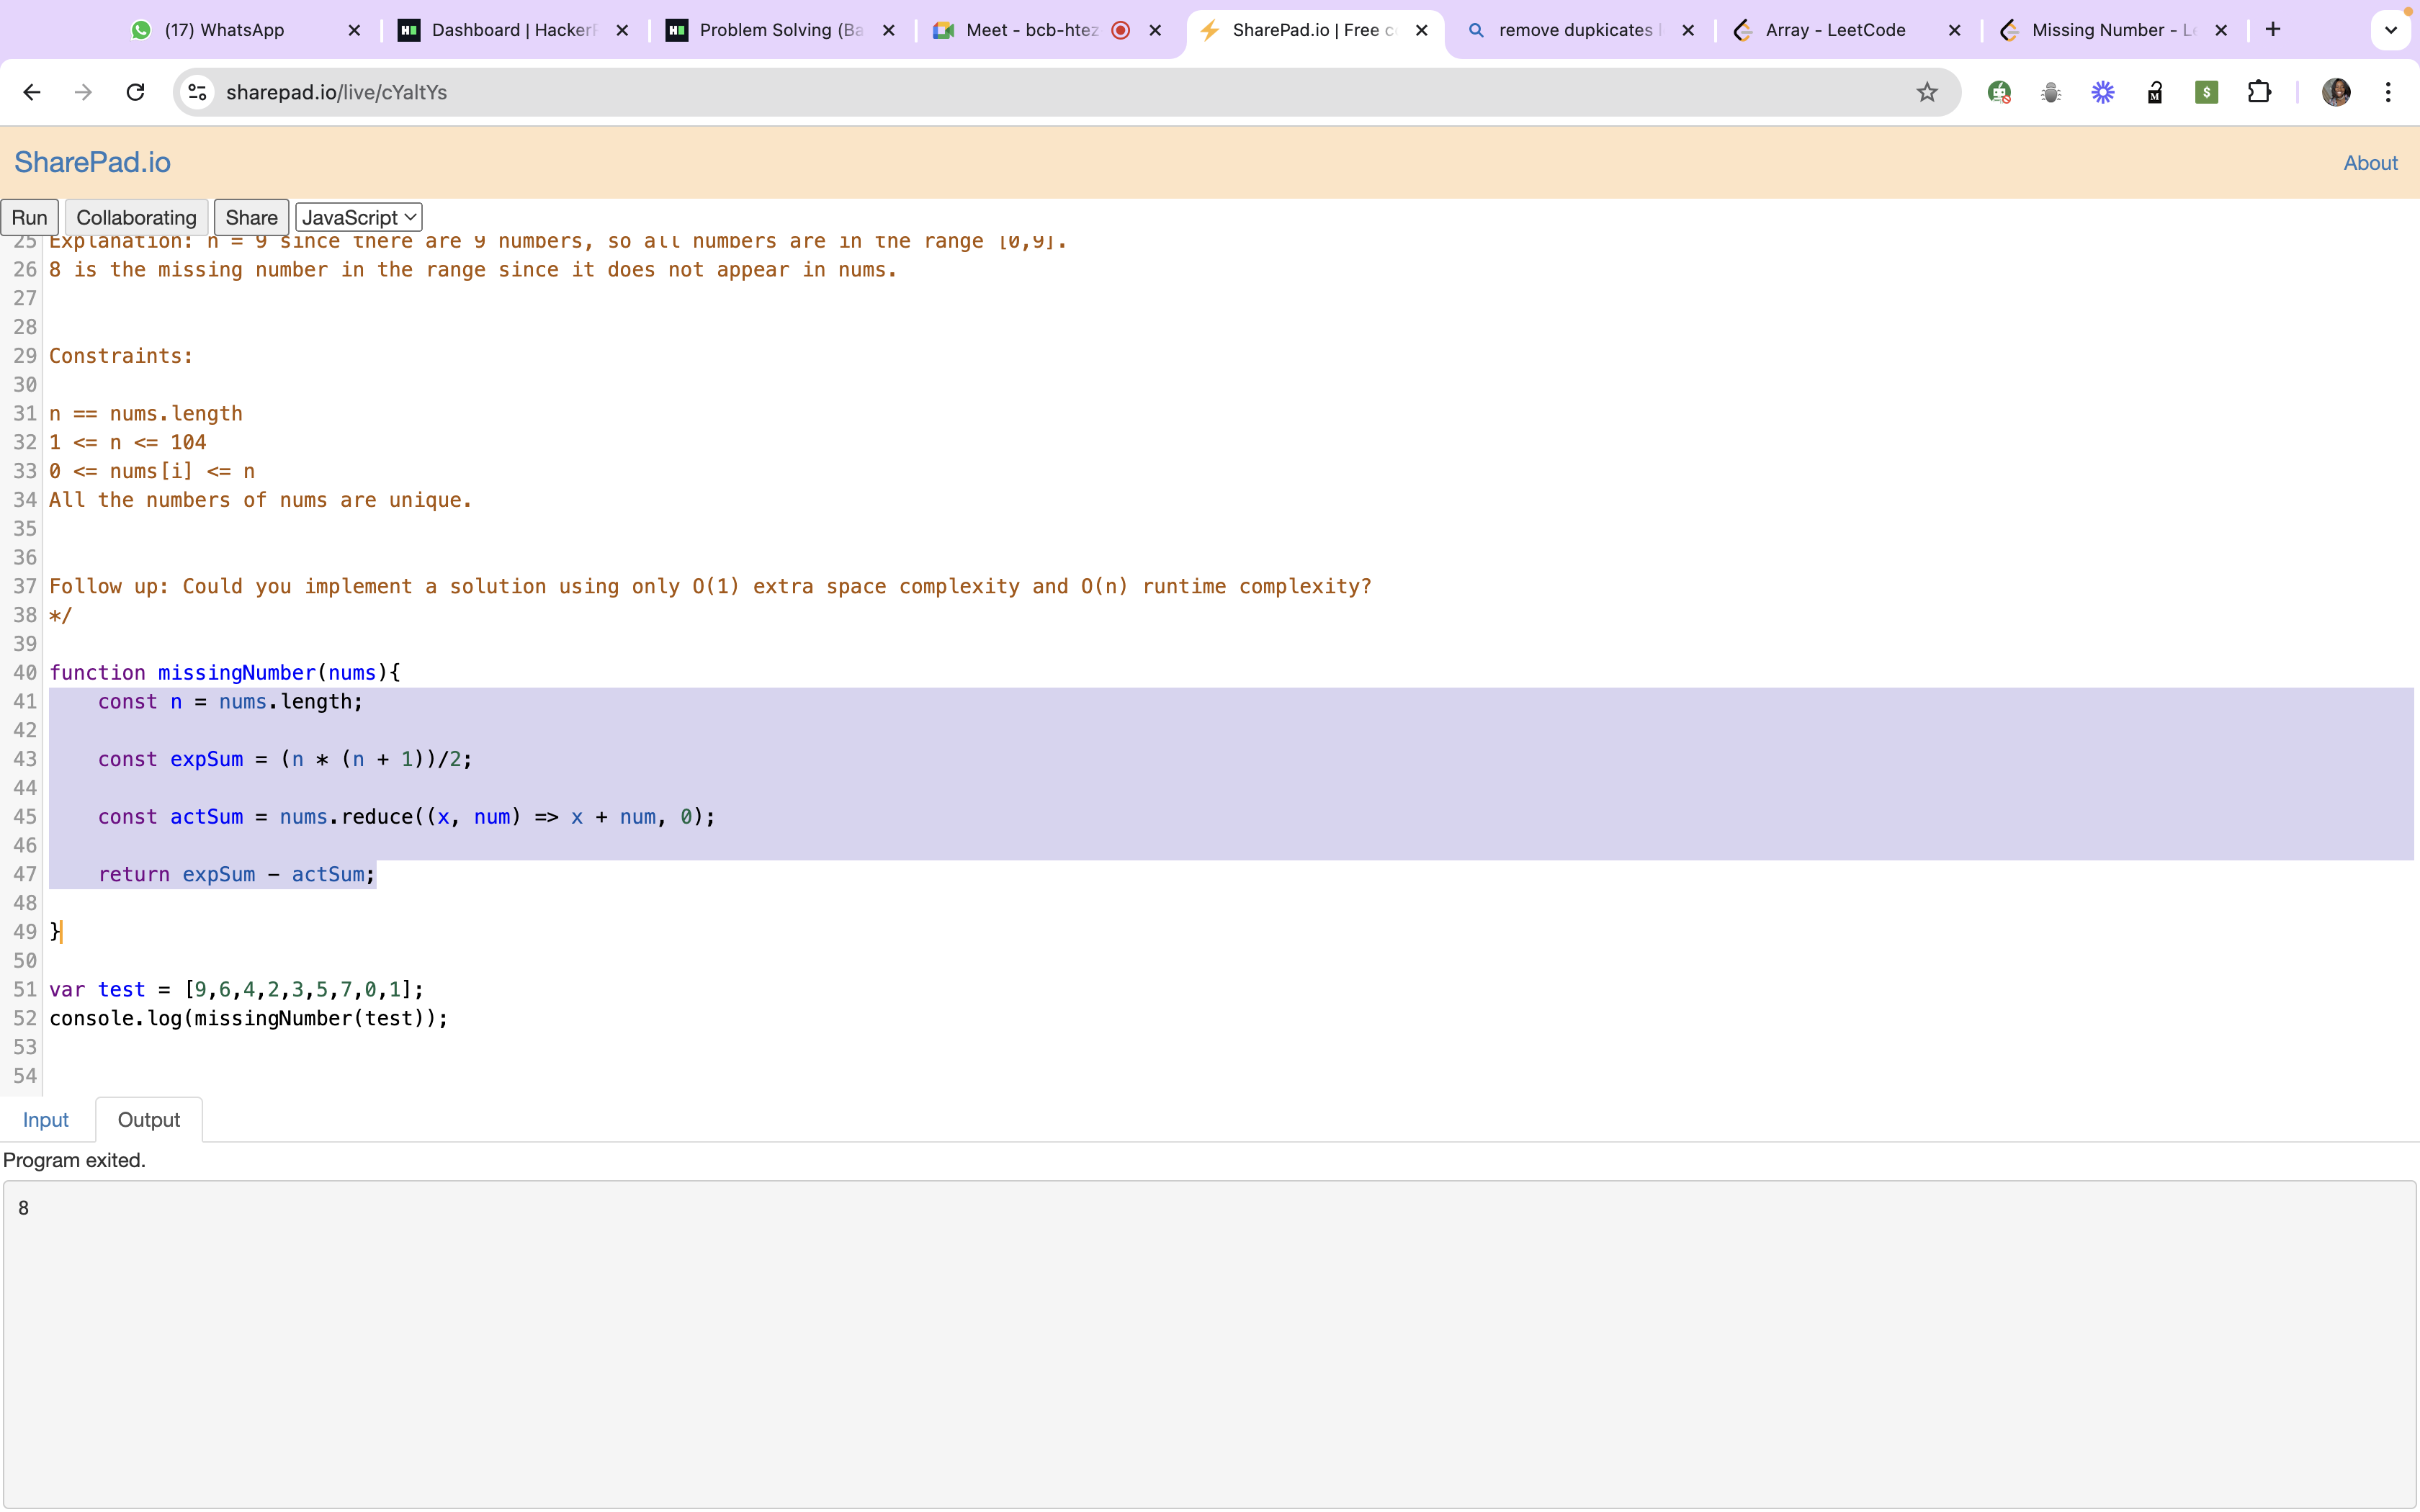 (17) WhatsApp
Dashboard | HackerR
Problem Solving (Ba
Meet - bcb-htez
SharePad.io | Free c
remove dupkicates
Array - LeetCode
Missing Number - Le
sharepad.io/live/cYaltYs
SharePad.io
About
Run Collaborating Share JavaScript
25 Explanation: n = 9 since there are 9 numbers, so all numbers are in the range [0,9].
26 8 is the missing number in the range since it does not appear in nums.
27
28
29 Constraints:
30
31 n == nums.length
32 1 <= n <= 104
33 0 <= nums[i] <= n
34 All the numbers of nums are unique.
35
36
37 Follow up: Could you implement a solution using only O(1) extra space complexity and O(n) runtime complexity?
38 */
39
40 function missingNumber(nums){
41 const n = nums.length;
42
43 const expSum = (n * (n + 1))/2;
44
45 const actSum = nums.reduce((x, num) => x + num, 0);
46
47 return expSum - actSum;
48
49 }
50
51 var test = [9,6,4,2,3,5,7,0,1];
52 console.log(missingNumber(test));
53
54
Input Output
Program exited.
8